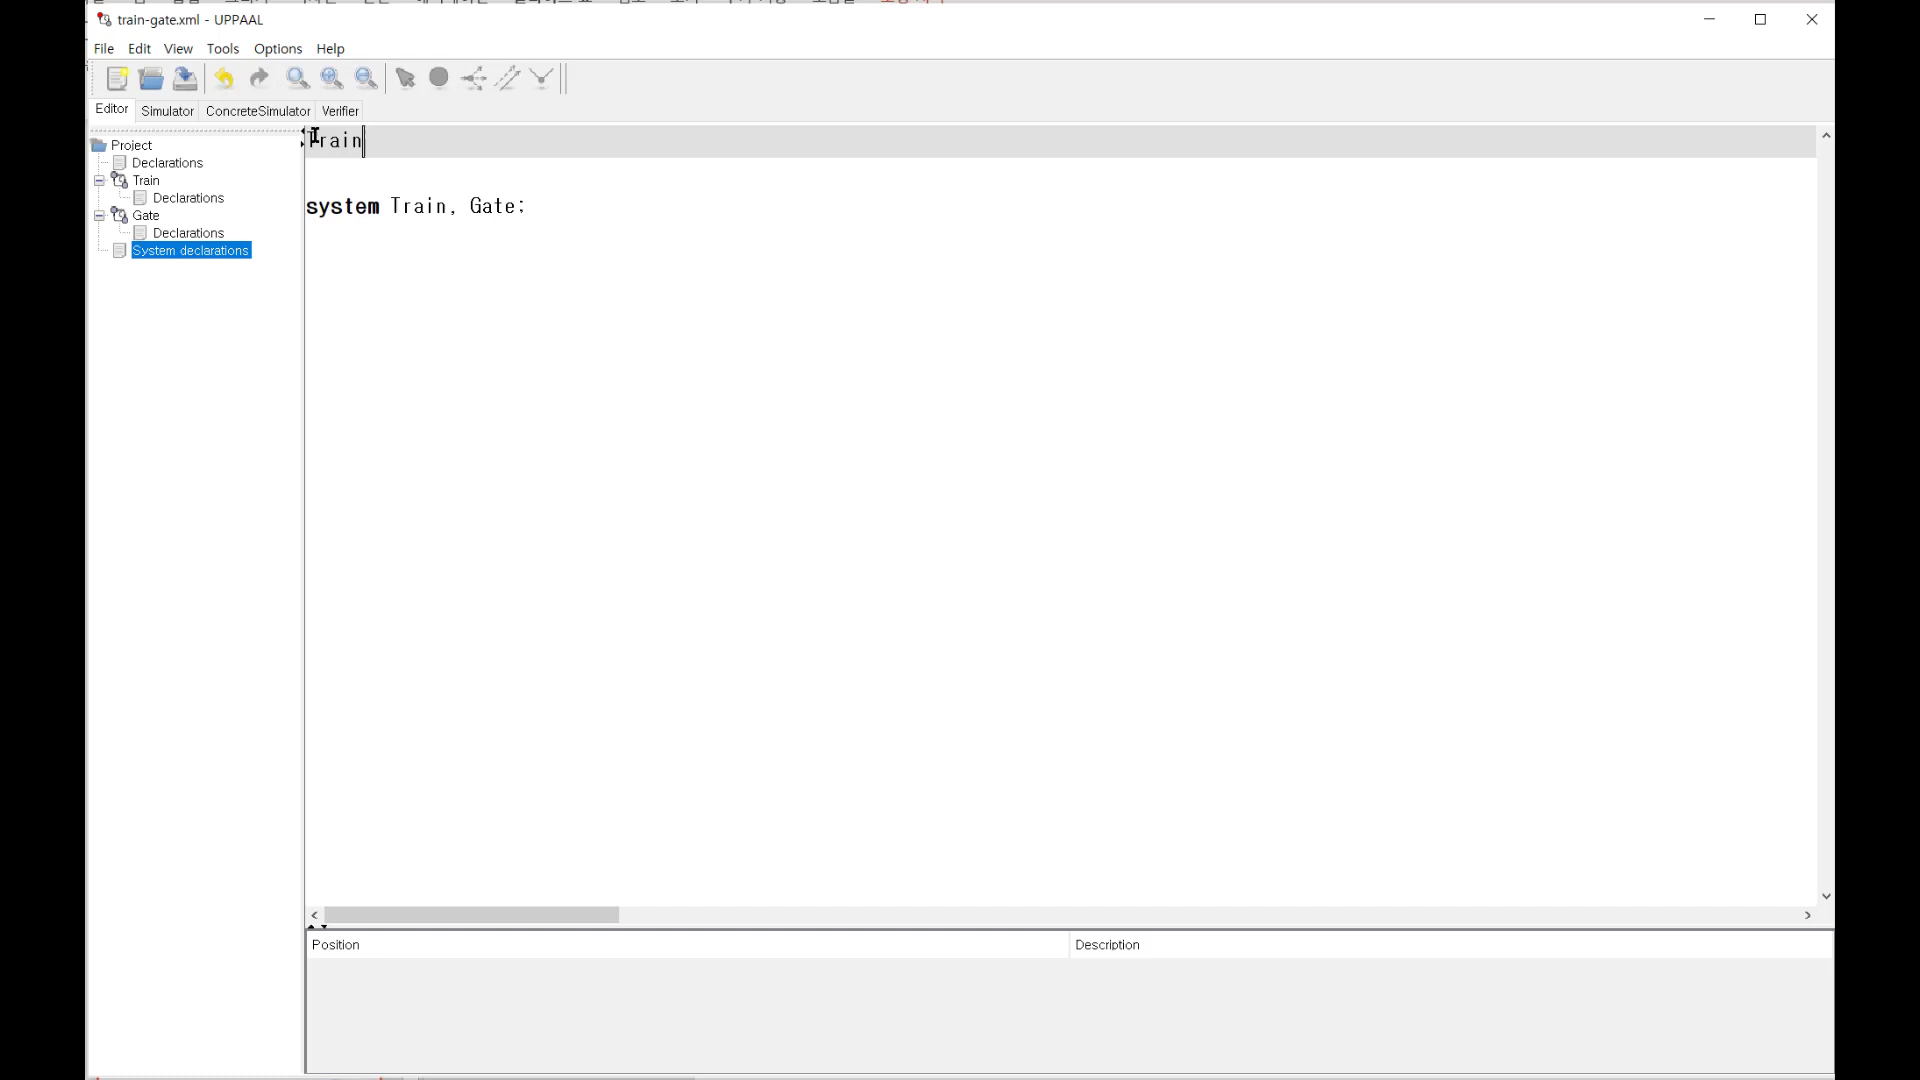 train-gate.xml - UPPAAL
File Edit View Tools Options Help
Editor Simulator ConcreteSimulator Verifier
Project
Declarations
Train
Declarations
Gate
Declarations
System declarations
Train
system Train, Gate;
Position Description